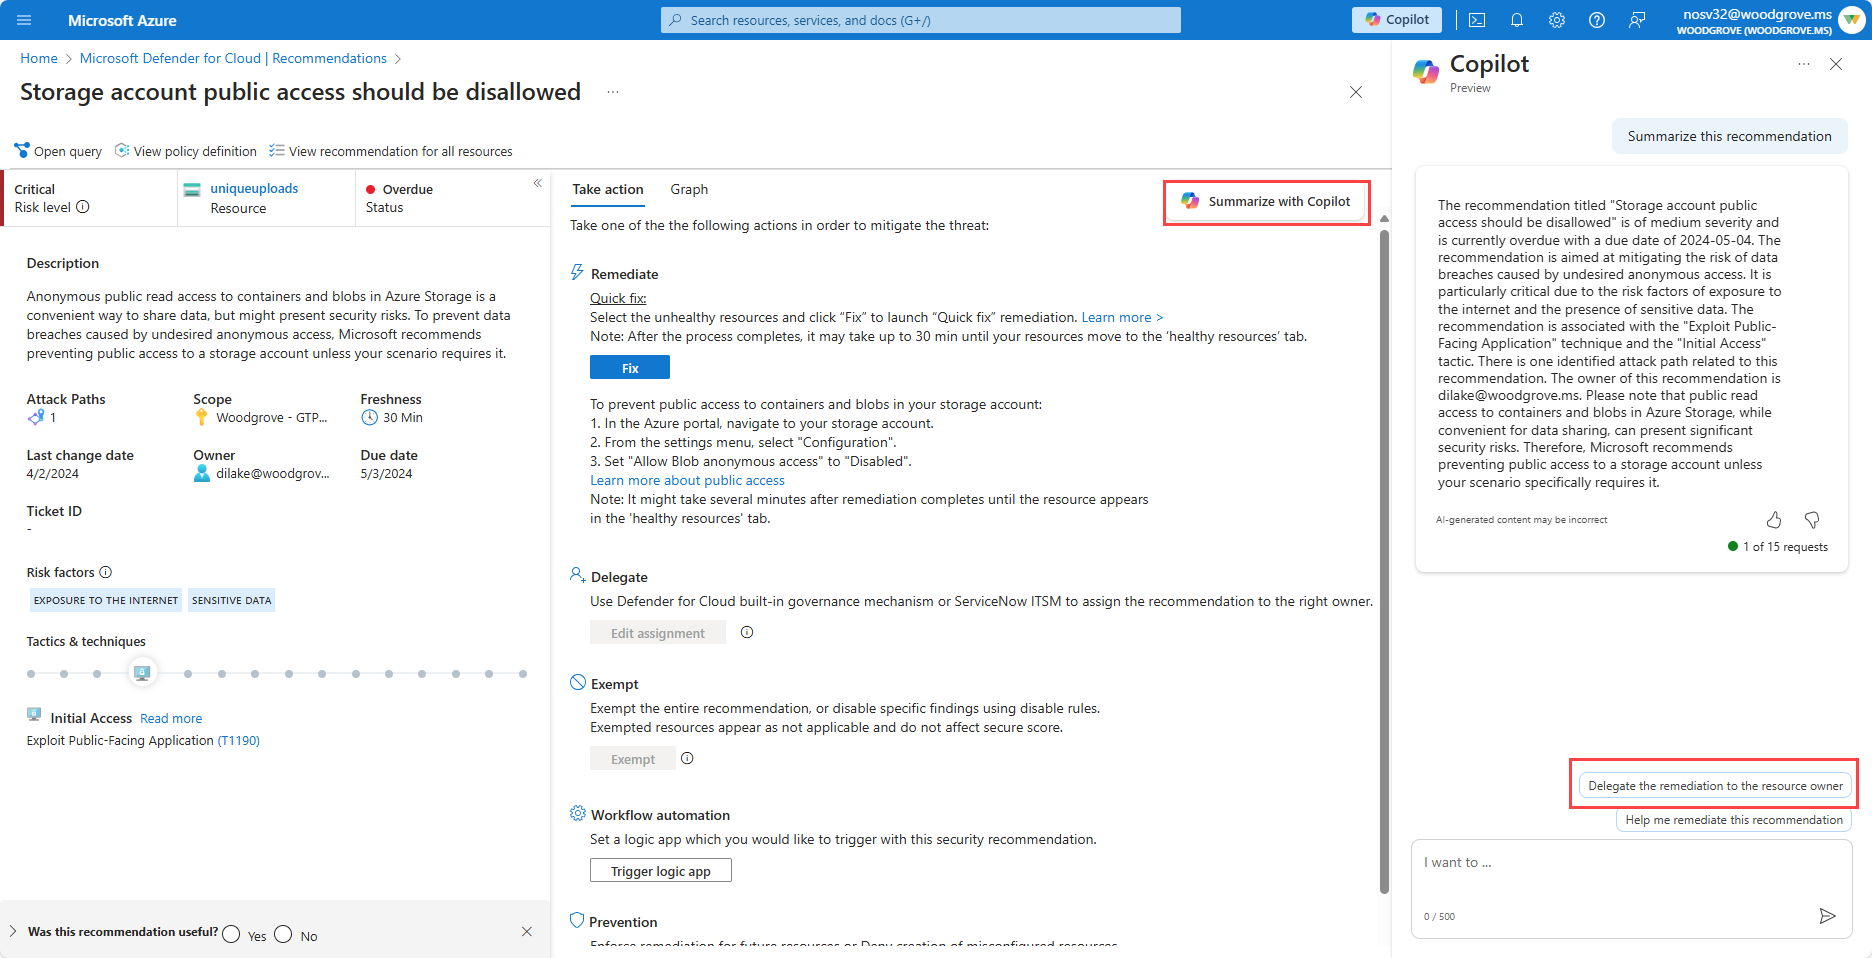 Microsoft Azure
Search resources, services, and docs (G+/)
Copilot
nosv32@woodgrove.ms
WOODGROVE (WOODGROVE.MS)
Home > Microsoft Defender for Cloud | Recommendations >
Storage account public access should be disallowed ...
Open query
View policy definition
View recommendation for all resources
Critical
Risk level
uniqueuploads
Resource
Overdue
Status
«
Description
Anonymous public read access to containers and blobs in Azure Storage is a
convenient way to share data, but might present security risks. To prevent data
breaches caused by undesired anonymous access, Microsoft recommends
preventing public access to a storage account unless your scenario requires it.
Attack Paths
1
Scope
Woodgrove - GTP...
Freshness
30 Min
Last change date
4/2/2024
Owner
dilake@woodgrov...
Due date
5/3/2024
Ticket ID
-
Risk factors
EXPOSURE TO THE INTERNET
SENSITIVE DATA
Tactics & techniques
Initial Access Read more
Exploit Public-Facing Application (T1190)
Was this recommendation useful? Yes No
Take action
Graph
Summarize with Copilot
Take one of the the following actions in order to mitigate the threat:
Remediate
Quick fix:
Select the unhealthy resources and click “Fix” to launch “Quick fix” remediation. Learn more >
Note: After the process completes, it may take up to 30 min until your resources move to the ‘healthy resources’ tab.
Fix
To prevent public access to containers and blobs in your storage account:
1. In the Azure portal, navigate to your storage account.
2. From the settings menu, select "Configuration".
3. Set "Allow Blob anonymous access" to "Disabled".
Learn more about public access
Note: It might take several minutes after remediation completes until the resource appears
in the 'healthy resources' tab.
Delegate
Use Defender for Cloud built-in governance mechanism or ServiceNow ITSM to assign the recommendation to the right owner.
Edit assignment
Exempt
Exempt the entire recommendation, or disable specific findings using disable rules.
Exempted resources appear as not applicable and do not affect secure score.
Exempt
Workflow automation
Set a logic app which you would like to trigger with this security recommendation.
Trigger logic app
Prevention
Enforce remediation for future resources or Deny creation of misconfigured resources
Copilot
Preview
...
Summarize this recommendation
The recommendation titled "Storage account public
access should be disallowed" is of medium severity and
is currently overdue with a due date of 2024-05-04. The
recommendation is aimed at mitigating the risk of data
breaches caused by undesired anonymous access. It is
particularly critical due to the risk factors of exposure to
the internet and the presence of sensitive data. The
recommendation is associated with the "Exploit Public-
Facing Application" technique and the "Initial Access"
tactic. There is one identified attack path related to this
recommendation. The owner of this recommendation is
dilake@woodgrove.ms. Please note that public read
access to containers and blobs in Azure Storage, while
convenient for data sharing, can present significant
security risks. Therefore, Microsoft recommends
preventing public access to a storage account unless
your scenario specifically requires it.
AI-generated content may be incorrect
1 of 15 requests
Delegate the remediation to the resource owner
Help me remediate this recommendation
I want to ...
0 / 500